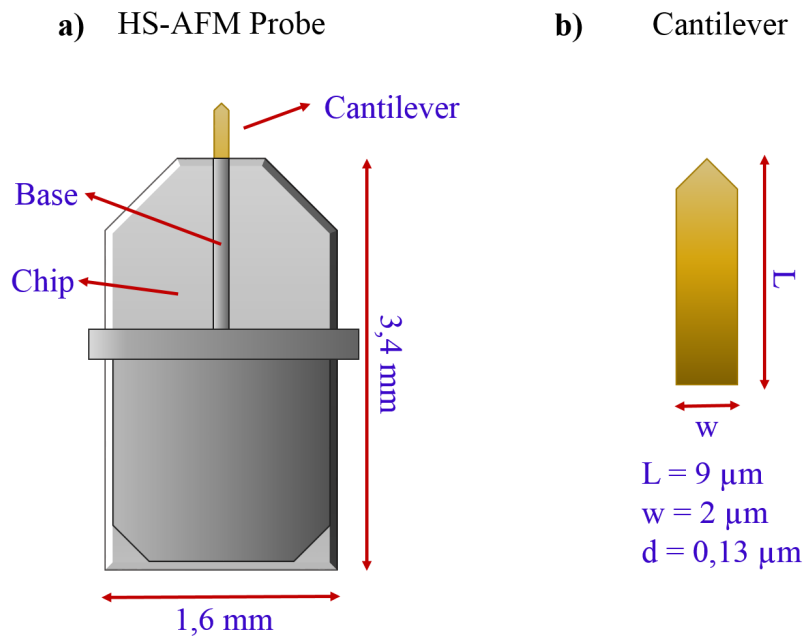 a) HS-AFM Probe
b) Cantilever
Cantilever
Base
Chip
3,4 mm
1,6 mm
L
w
L = 9 µm
w = 2 µm
d = 0,13 µm